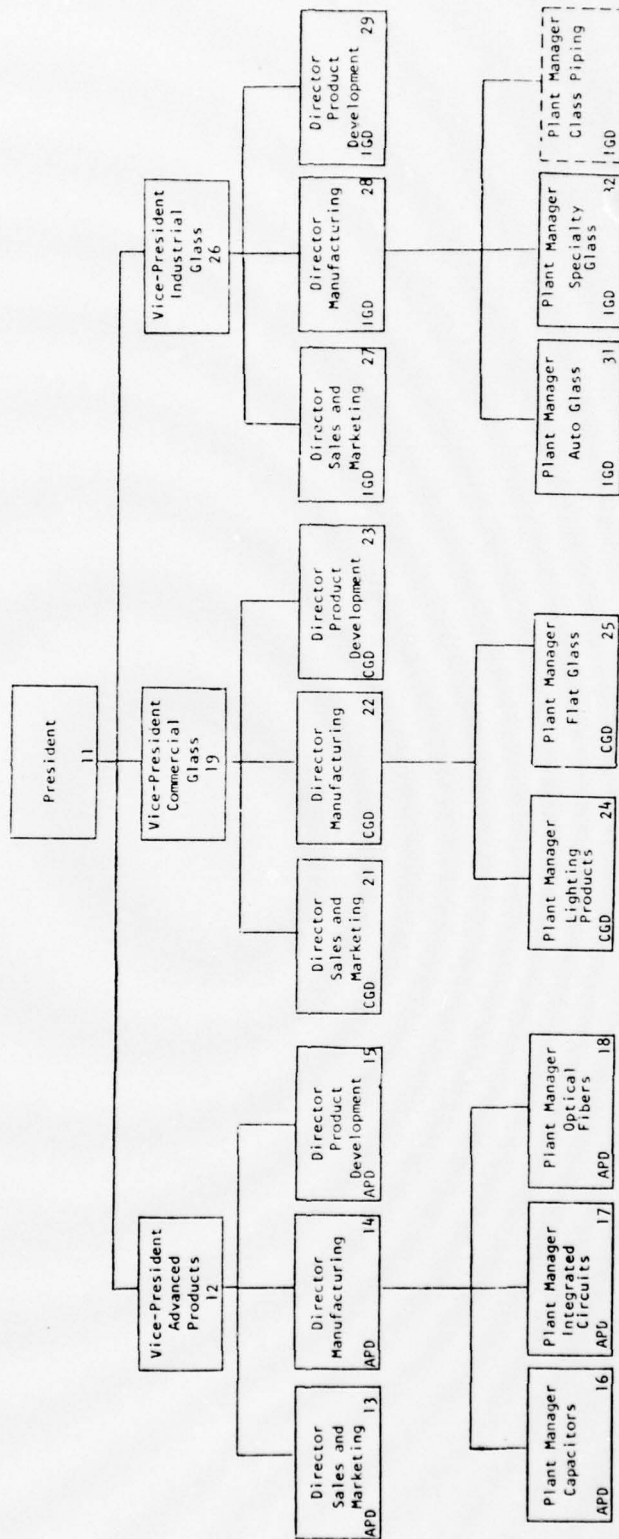 President
11
Vice-President
Advanced
Products
12
Vice-President
Commercial
Glass
19
Vice-President
Industrial
Glass
26
Director
Sales and
Marketing
APD 13
Director
Manufacturing
APD 14
Director
Product
Development
APD 15
Director
Sales and
Marketing
CGD 21
Director
Manufacturing
CGD 22
Director
Product
Development
CGD 23
Director
Sales and
Marketing
IGD 27
Director
Manufacturing
IGD 28
Director
Product
Development
IGD 29
Plant Manager
Capacitors
APD 16
Plant Manager
Integrated
Circuits
APD 17
Plant Manager
Optical
Fibers
APD 18
Plant Manager
Lighting
Products
CGD 24
Plant Manager
Flat Glass
CGD 25
Plant Manager
Auto Glass
IGD 31
Plant Manager
Specialty
Glass
IGD 32
Plant Manager
Glass Piping
IGD